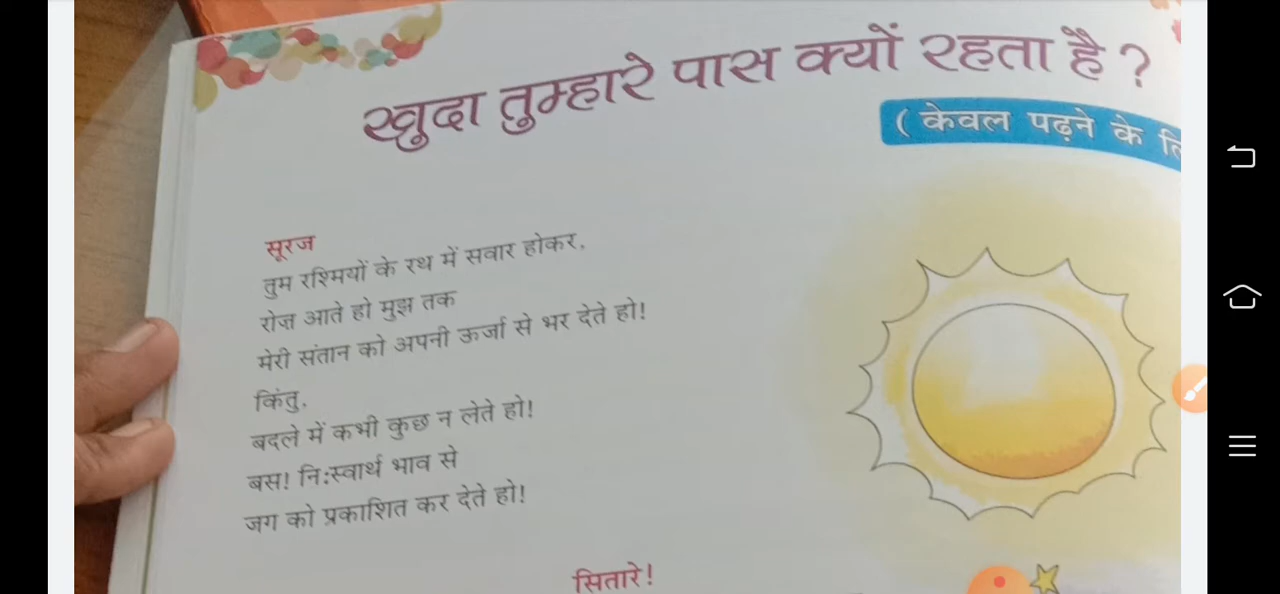 खुदा तुम्हारे पास क्यों रहता है ?
( केवल पढ़ने के
सूरज
तुम रश्मियों के रथ में सवार होकर,
रोज़ आते हो मुझ तक
मेरी संतान को अपनी ऊर्जा से भर देते हो!
किंतु,
बदले में कभी कुछ न लेते हो!
बस! नि:स्वार्थ भाव से
जग को प्रकाशित कर देते हो!
सितारे!